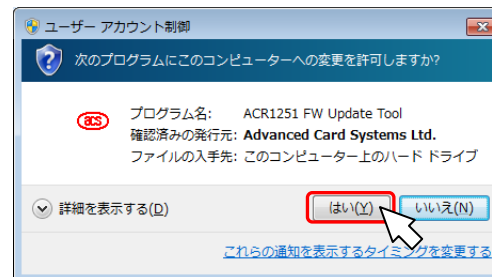 ユーザー アカウント制御
次のプログラムにこのコンピューターへの変更を許可しますか?
acs
プログラム名: ACR1251 FW Update Tool
確認済みの発行元: Advanced Card Systems Ltd.
ファイルの入手先: このコンピューター上のハード ドライブ
詳細を表示する(D)
はい(Y)
いいえ(N)
これらの通知を表示するタイミングを変更する